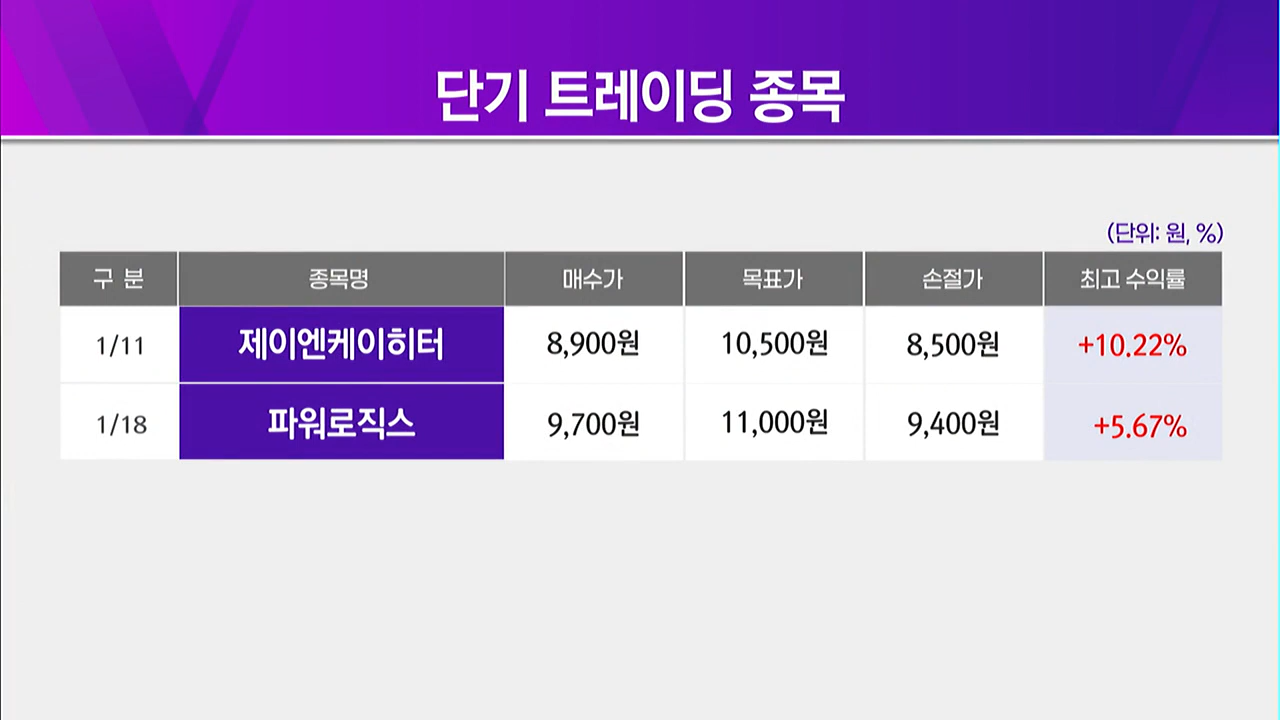 단기 트레이딩 종목
(단위: 원, %)
구 분 종목명 매수가 목표가 손절가 최고 수익률
1/11 제이엔케이히터 8,900원 10,500원 8,500원 +10.22%
1/18 파워로직스 9,700원 11,000원 9,400원 +5.67%